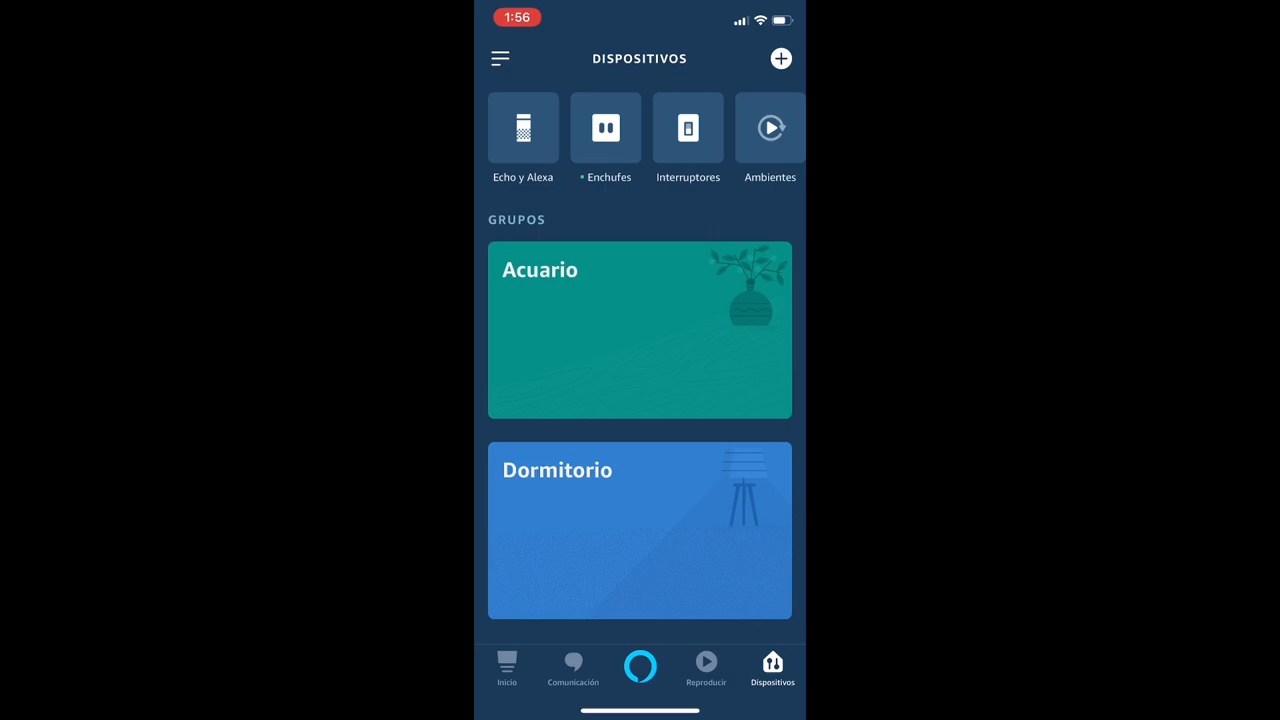 1:56
DISPOSITIVOS
Echo y Alexa
Enchufes
Interruptores
Ambientes
GRUPOS
Acuario
Dormitorio
Inicio
Comunicación
Reproducir
Dispositivos